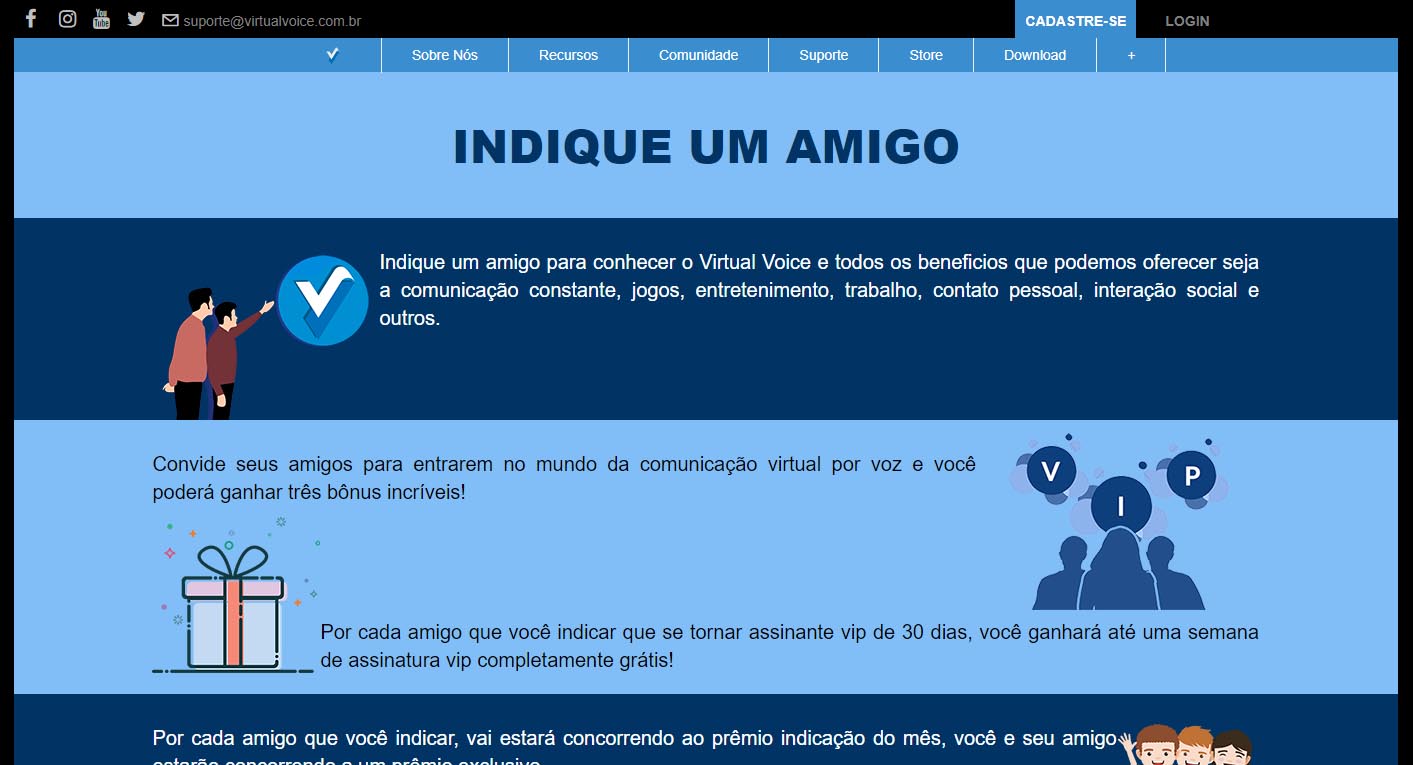 You
Tube
suporte@virtualvoice.com.br
CADASTRE-SE
LOGIN
Sobre Nós
Recursos
Comunidade
Suporte
Store
Download
+
INDIQUE UM AMIGO
Indique um amigo para conhecer o Virtual Voice e todos os beneficios que podemos oferecer seja
a comunicação constante, jogos, entretenimento, trabalho, contato pessoal, interação social e
outros.
Convide seus amigos para entrarem no mundo da comunicação virtual por voz e você
poderá ganhar três bônus incríveis!
V I P
Por cada amigo que você indicar que se tornar assinante vip de 30 dias, você ganhará até uma semana
de assinatura vip completamente grátis!
Por cada amigo que você indicar, vai estará concorrendo ao prêmio indicação do mês, você e seu amigo
estarão concorrendo a um prêmio exclusivo